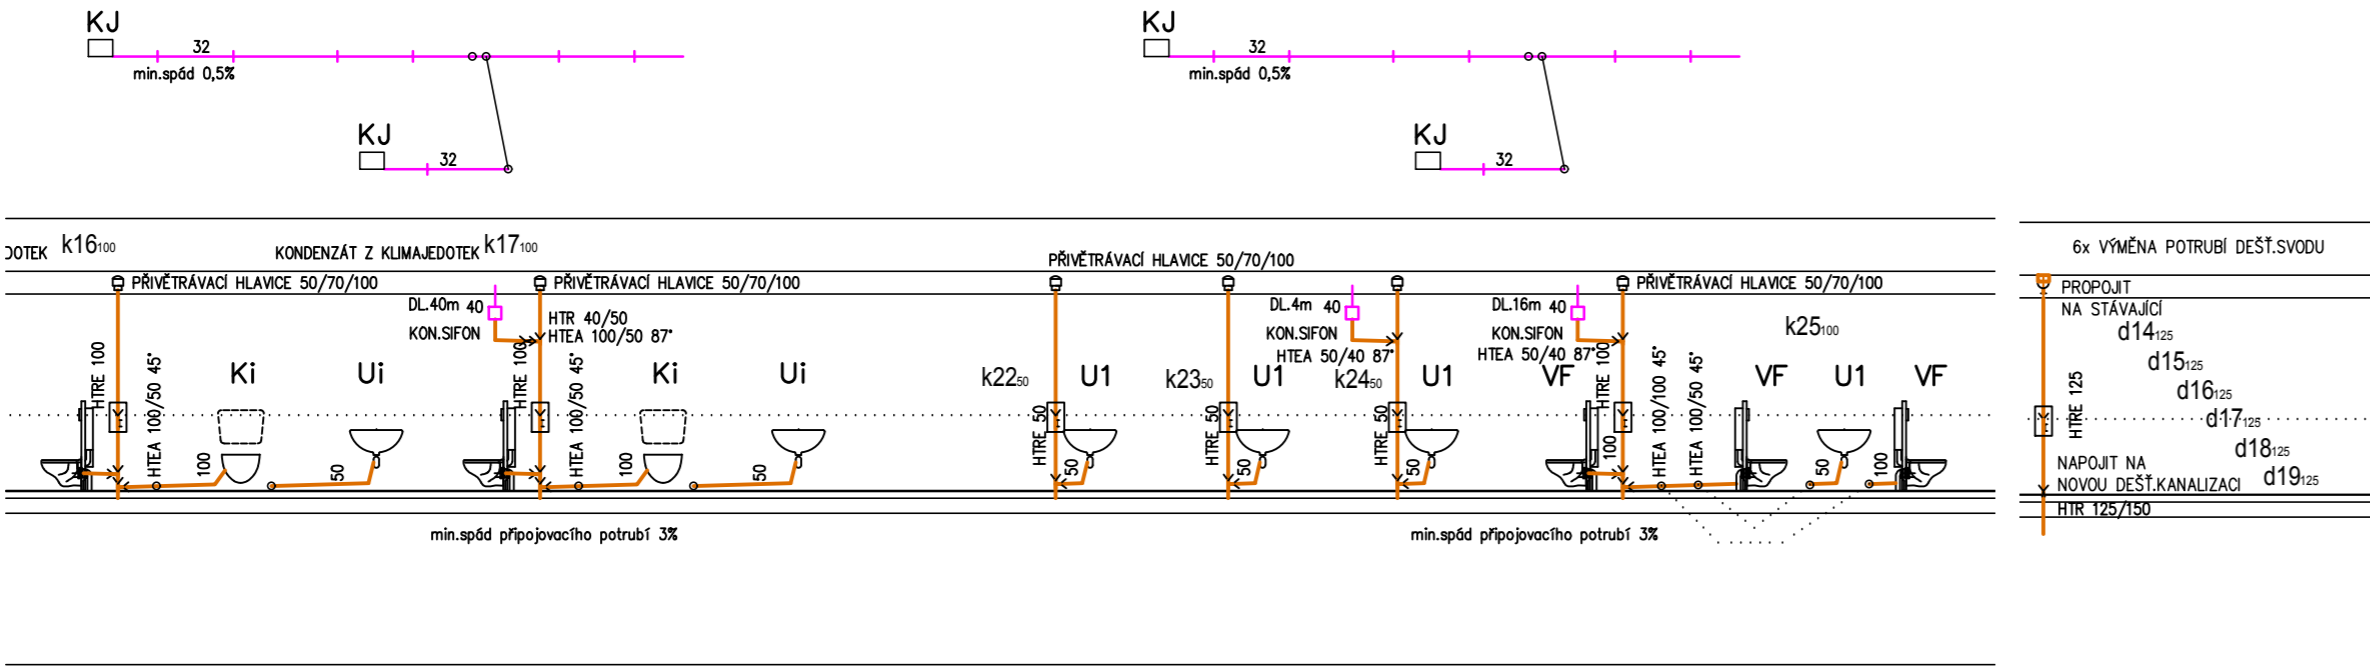 KJ
32
min.spád 0,5%
KJ
32
KJ
32
min.spád 0,5%
KJ
32
DOTEK k16100
KONDENZÁT Z KLIMAJEDOTEK k17100
PŘIVĚTRÁVACÍ HLAVICE 50/70/100
6x VÝMĚNA POTRUBÍ DEŠŤ.SVODU
PŘIVĚTRÁVACÍ HLAVICE 50/70/100
PŘIVĚTRÁVACÍ HLAVICE 50/70/100
PŘIVĚTRÁVACÍ HLAVICE 50/70/100
PROPOJIT
NA STÁVAJÍCÍ
DL.40m 40
KON.SIFON
HTR 40/50
HTEA 100/50 87°
DL.4m 40
KON.SIFON
HTEA 50/40 87°
DL.16m 40
KON.SIFON
HTEA 50/40 87°
k25100
d14125
d15125
d16125
d17125
d18125
d19125
HTRE 100
HTEA 100/50 45°
Ki
Ui
100
50
HTRE 100
HTEA 100/50 45°
Ki
Ui
100
50
k2250
U1
HTRE 50
50
k2350
U1
HTRE 50
50
k2450
U1
HTRE 50
50
VF
HTRE 100
100
HTEA 100/100 45°
HTEA 100/50 45°
VF
U1
50
VF
100
HTRE 125
NAPOJIT NA
NOVOU DEŠŤ.KANALIZACI
HTR 125/150
min.spád připojovacího potrubí 3%
min.spád připojovacího potrubí 3%